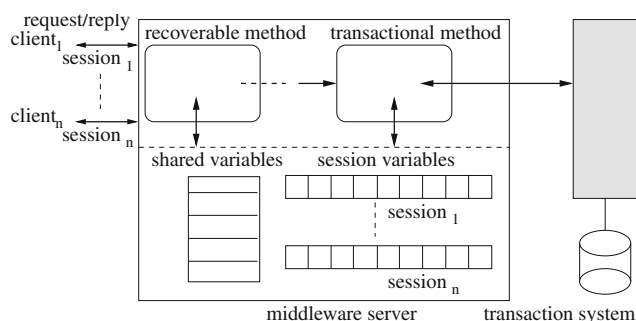 request/reply
recoverable method
transactional method
client1
session 1
clientn
session n
shared variables
session variables
session 1
session n
middleware server
transaction system